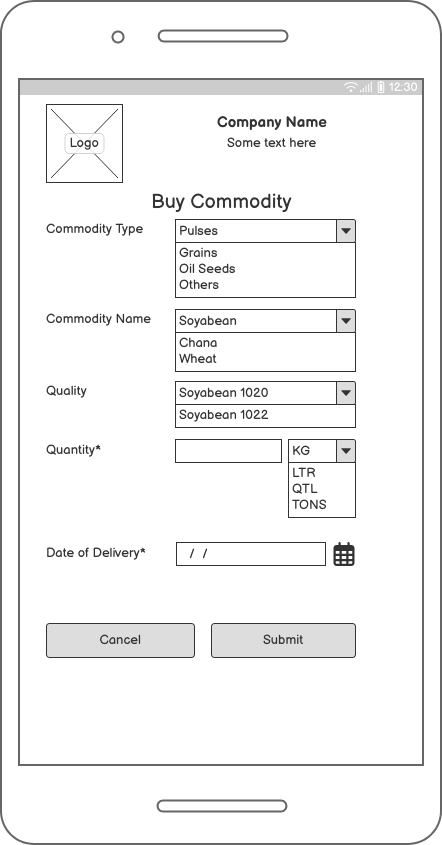 12:30
Logo
Company Name
Some text here
Buy Commodity
Commodity Type
Pulses
Grains
Oil Seeds
Others
Commodity Name
Soyabean
Chana
Wheat
Quality
Soyabean 1020
Soyabean 1022
Quantity*
KG
LTR
QTL
TONS
Date of Delivery*
/ /
Cancel
Submit